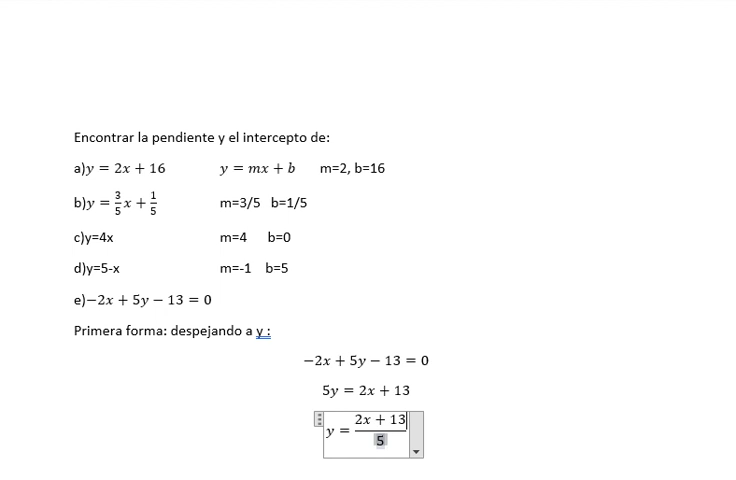 Encontrar la pendiente y el intercepto de:
a)y = 2x + 16 y = mx + b m=2, b=16
b)y = 3/5 x + 1/5 m=3/5 b=1/5
c)y=4x m=4 b=0
d)y=5-x m=-1 b=5
e)−2x + 5y − 13 = 0
Primera forma: despejando a y :
−2x + 5y − 13 = 0
5y = 2x + 13
y = (2x + 13)/5